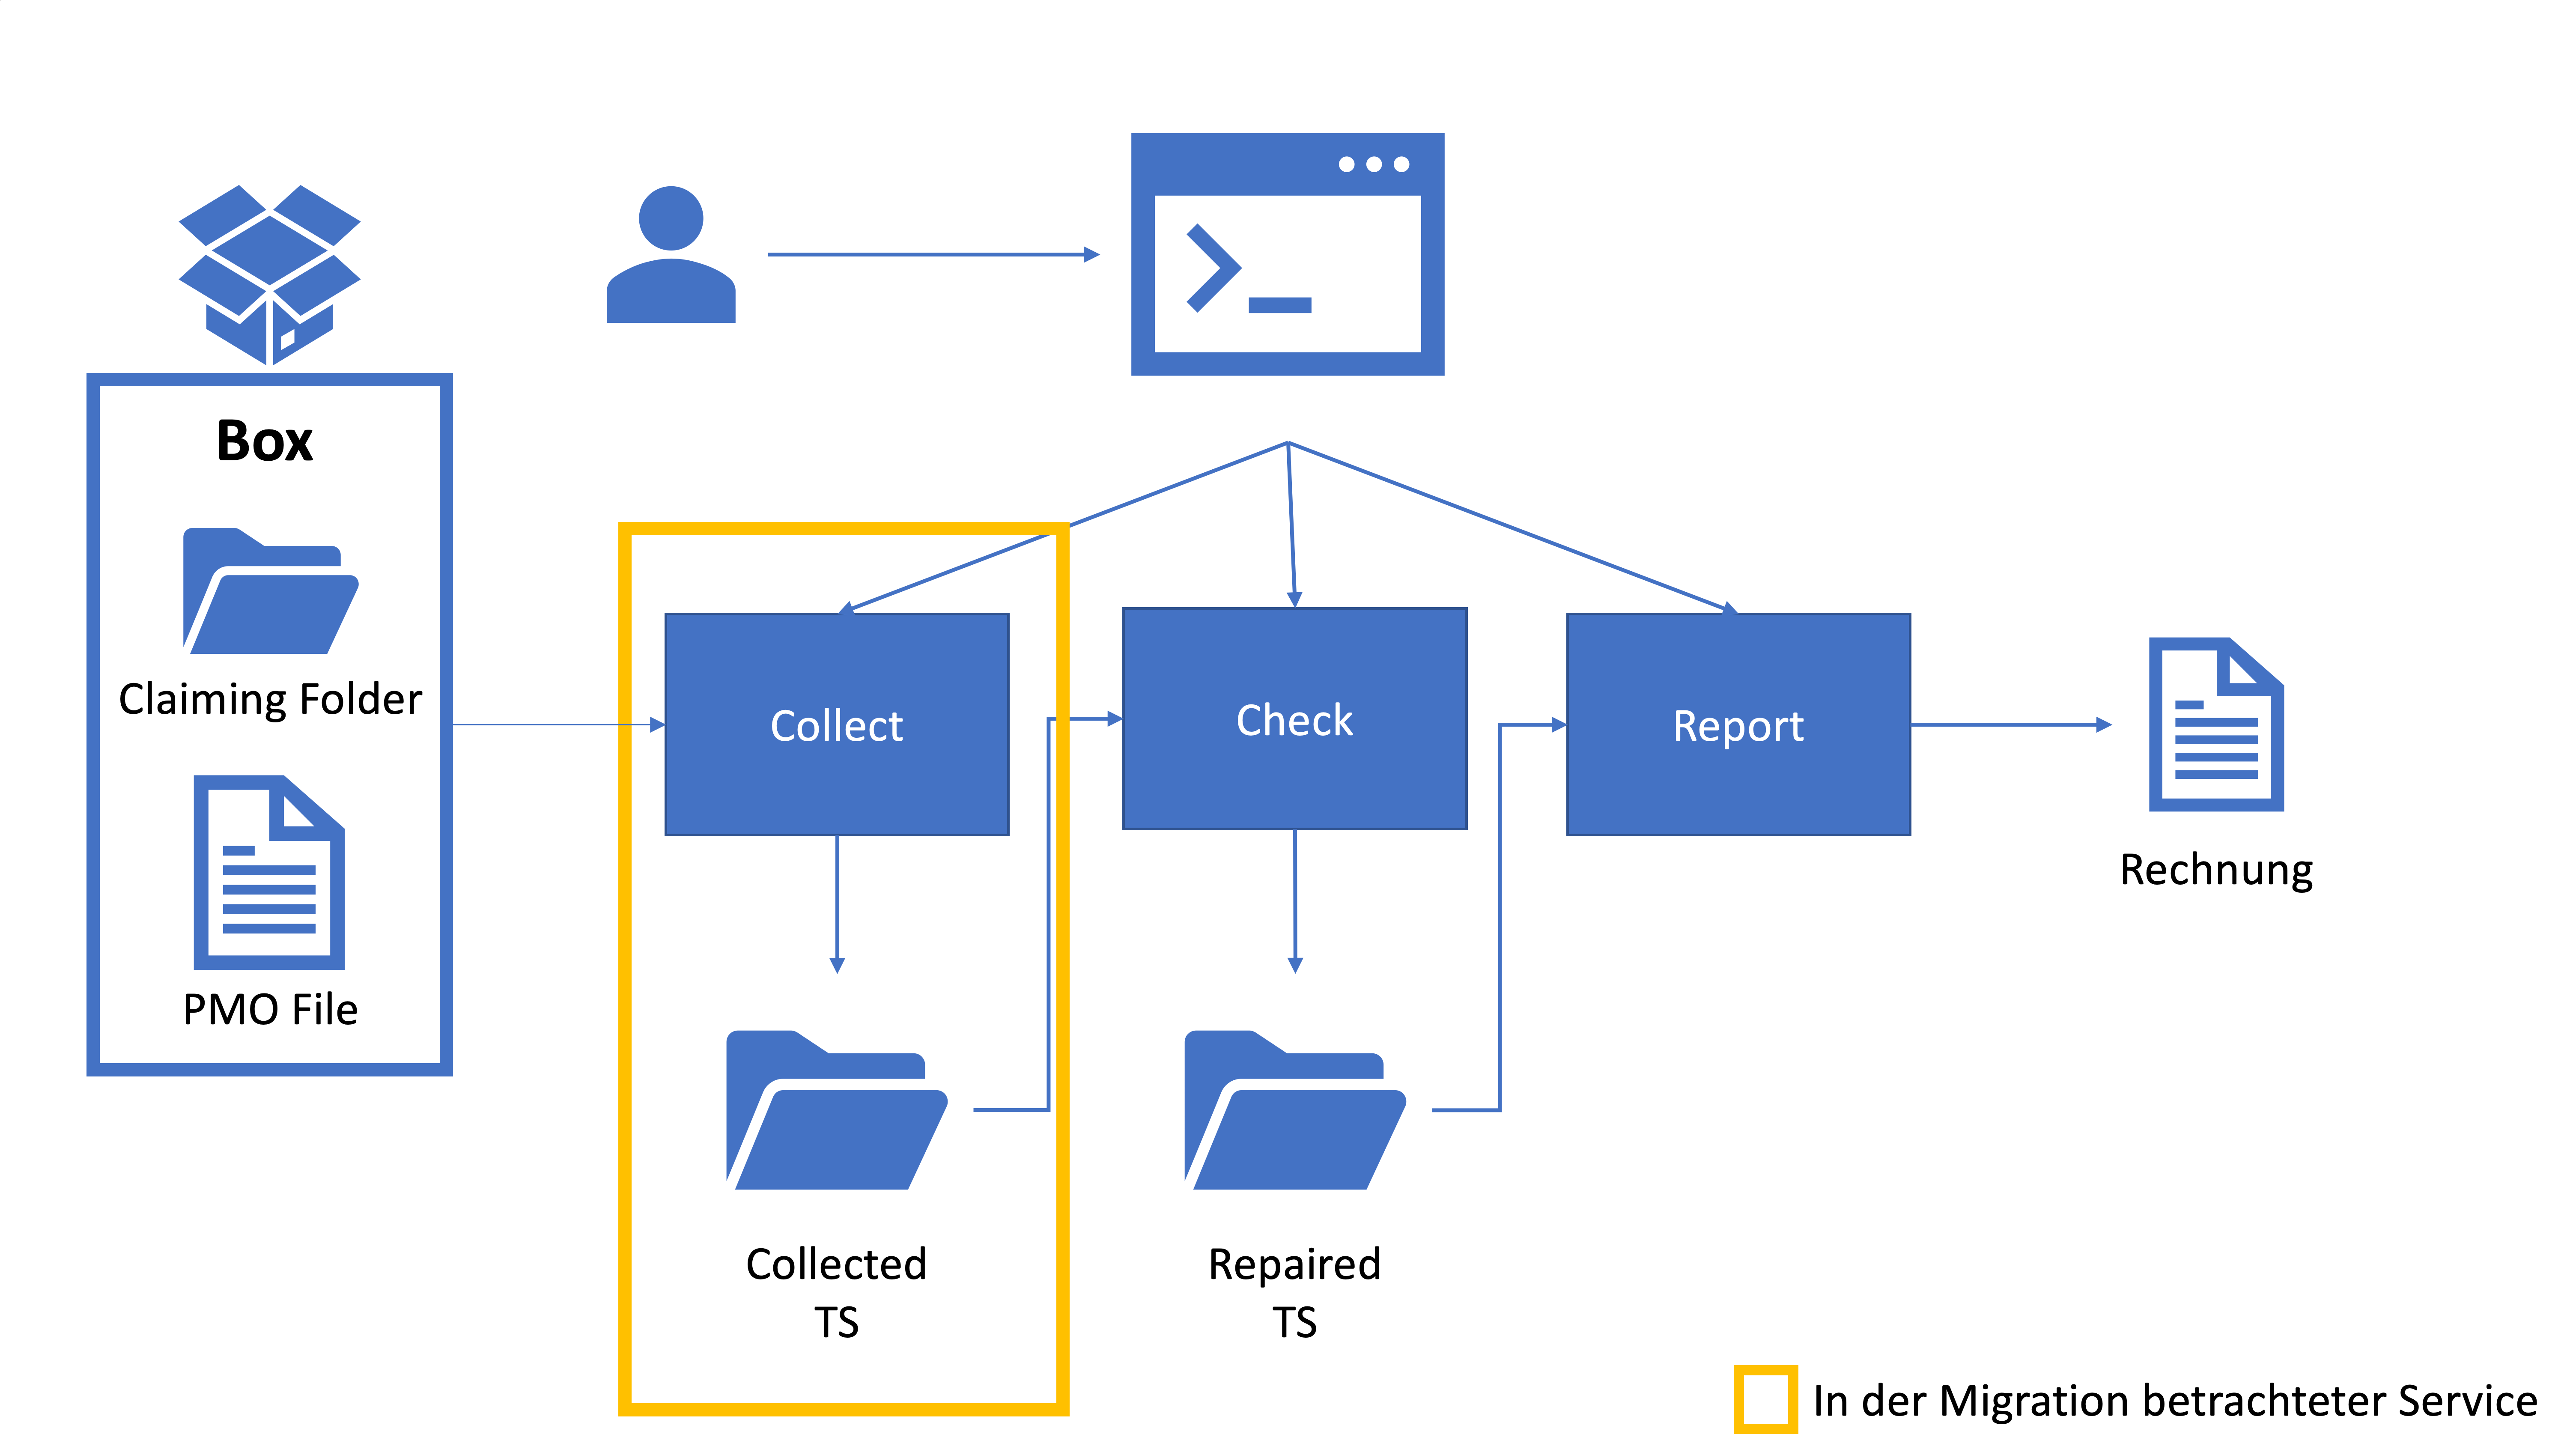 Box
Claiming Folder
PMO File
Collect
Check
Report
Rechnung
Collected
TS
Repaired
TS
In der Migration betrachteter Service